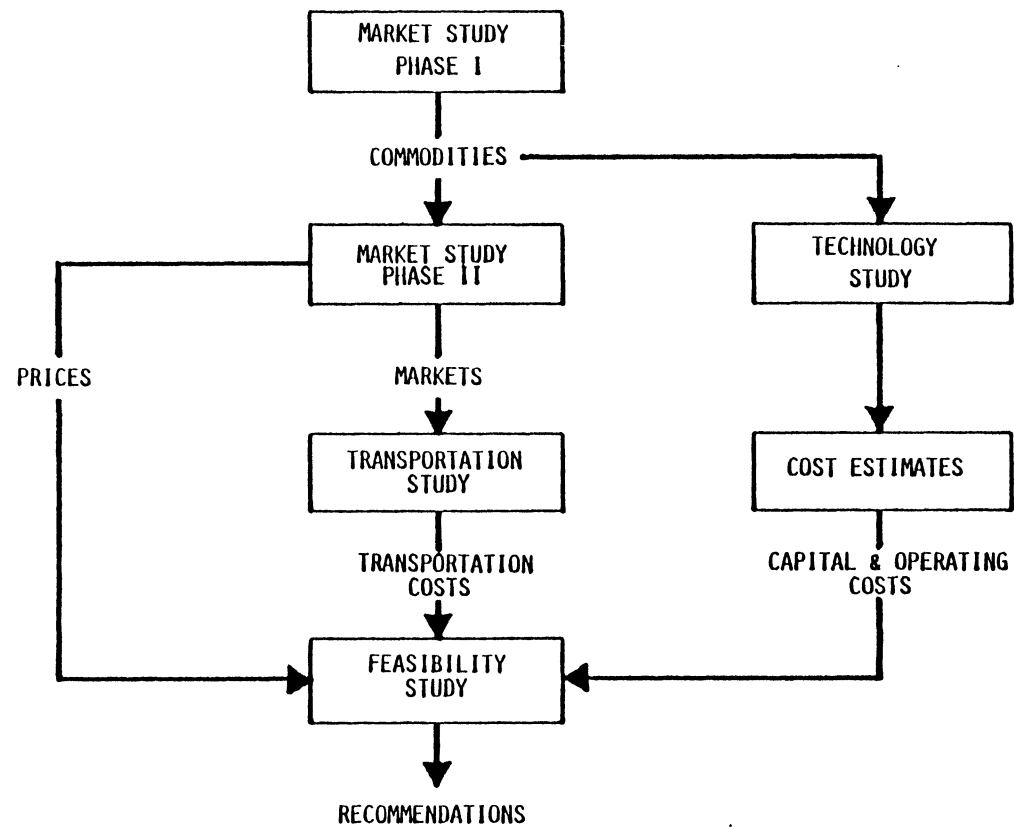 MARKET STUDY
PHASE I
COMMODITIES
MARKET STUDY
PHASE II
TECHNOLOGY
STUDY
PRICES
MARKETS
TRANSPORTATION
STUDY
COST ESTIMATES
TRANSPORTATION
COSTS
CAPITAL & OPERATING
COSTS
FEASIBILITY
STUDY
RECOMMENDATIONS